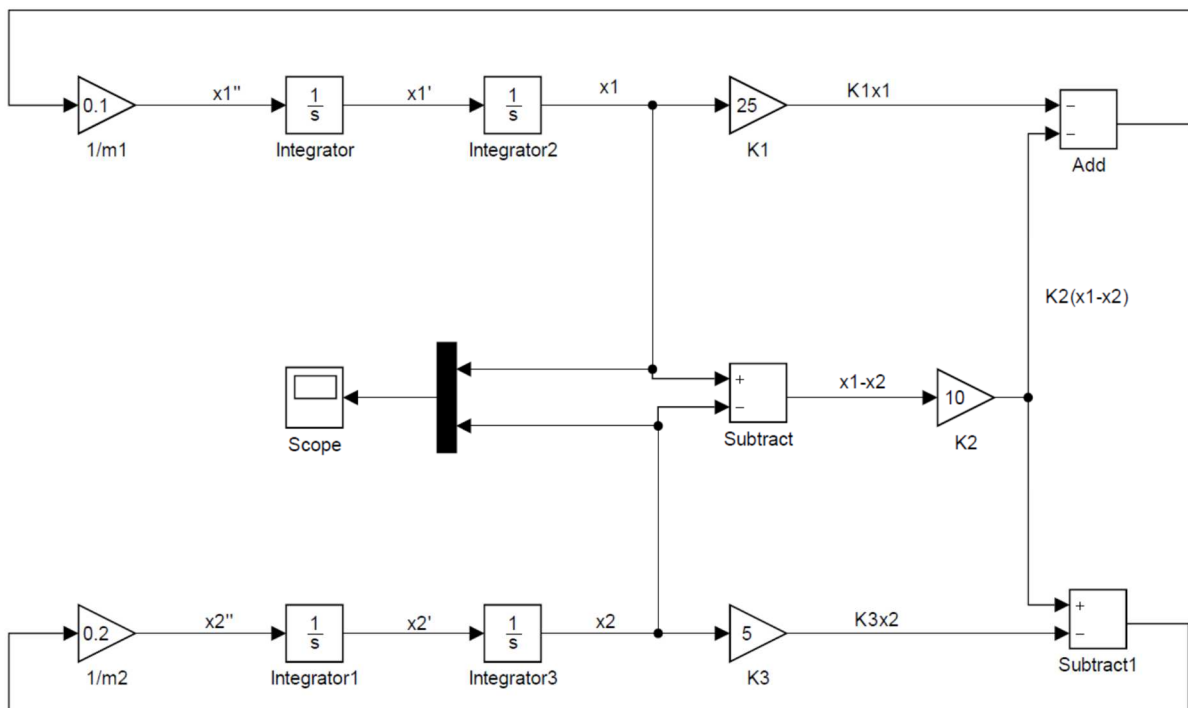 0.1
x1''
1
s
x1'
1
s
x1
25
K1x1
−
−
1/m1
Integrator
Integrator2
K1
Add
K2(x1-x2)
Scope
+
−
Subtract
x1-x2
10
K2
0.2
x2''
1
s
x2'
1
s
x2
5
K3x2
+
−
1/m2
Integrator1
Integrator3
K3
Subtract1